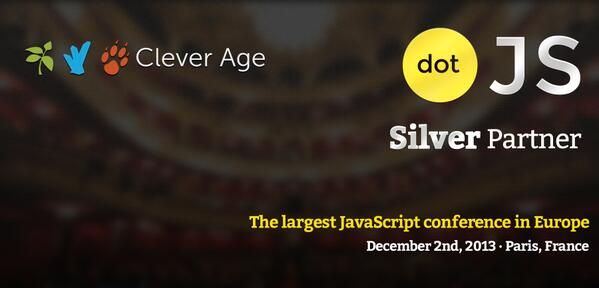 Clever Age
dot JS
Silver Partner
The largest JavaScript conference in Europe
December 2nd, 2013 · Paris, France